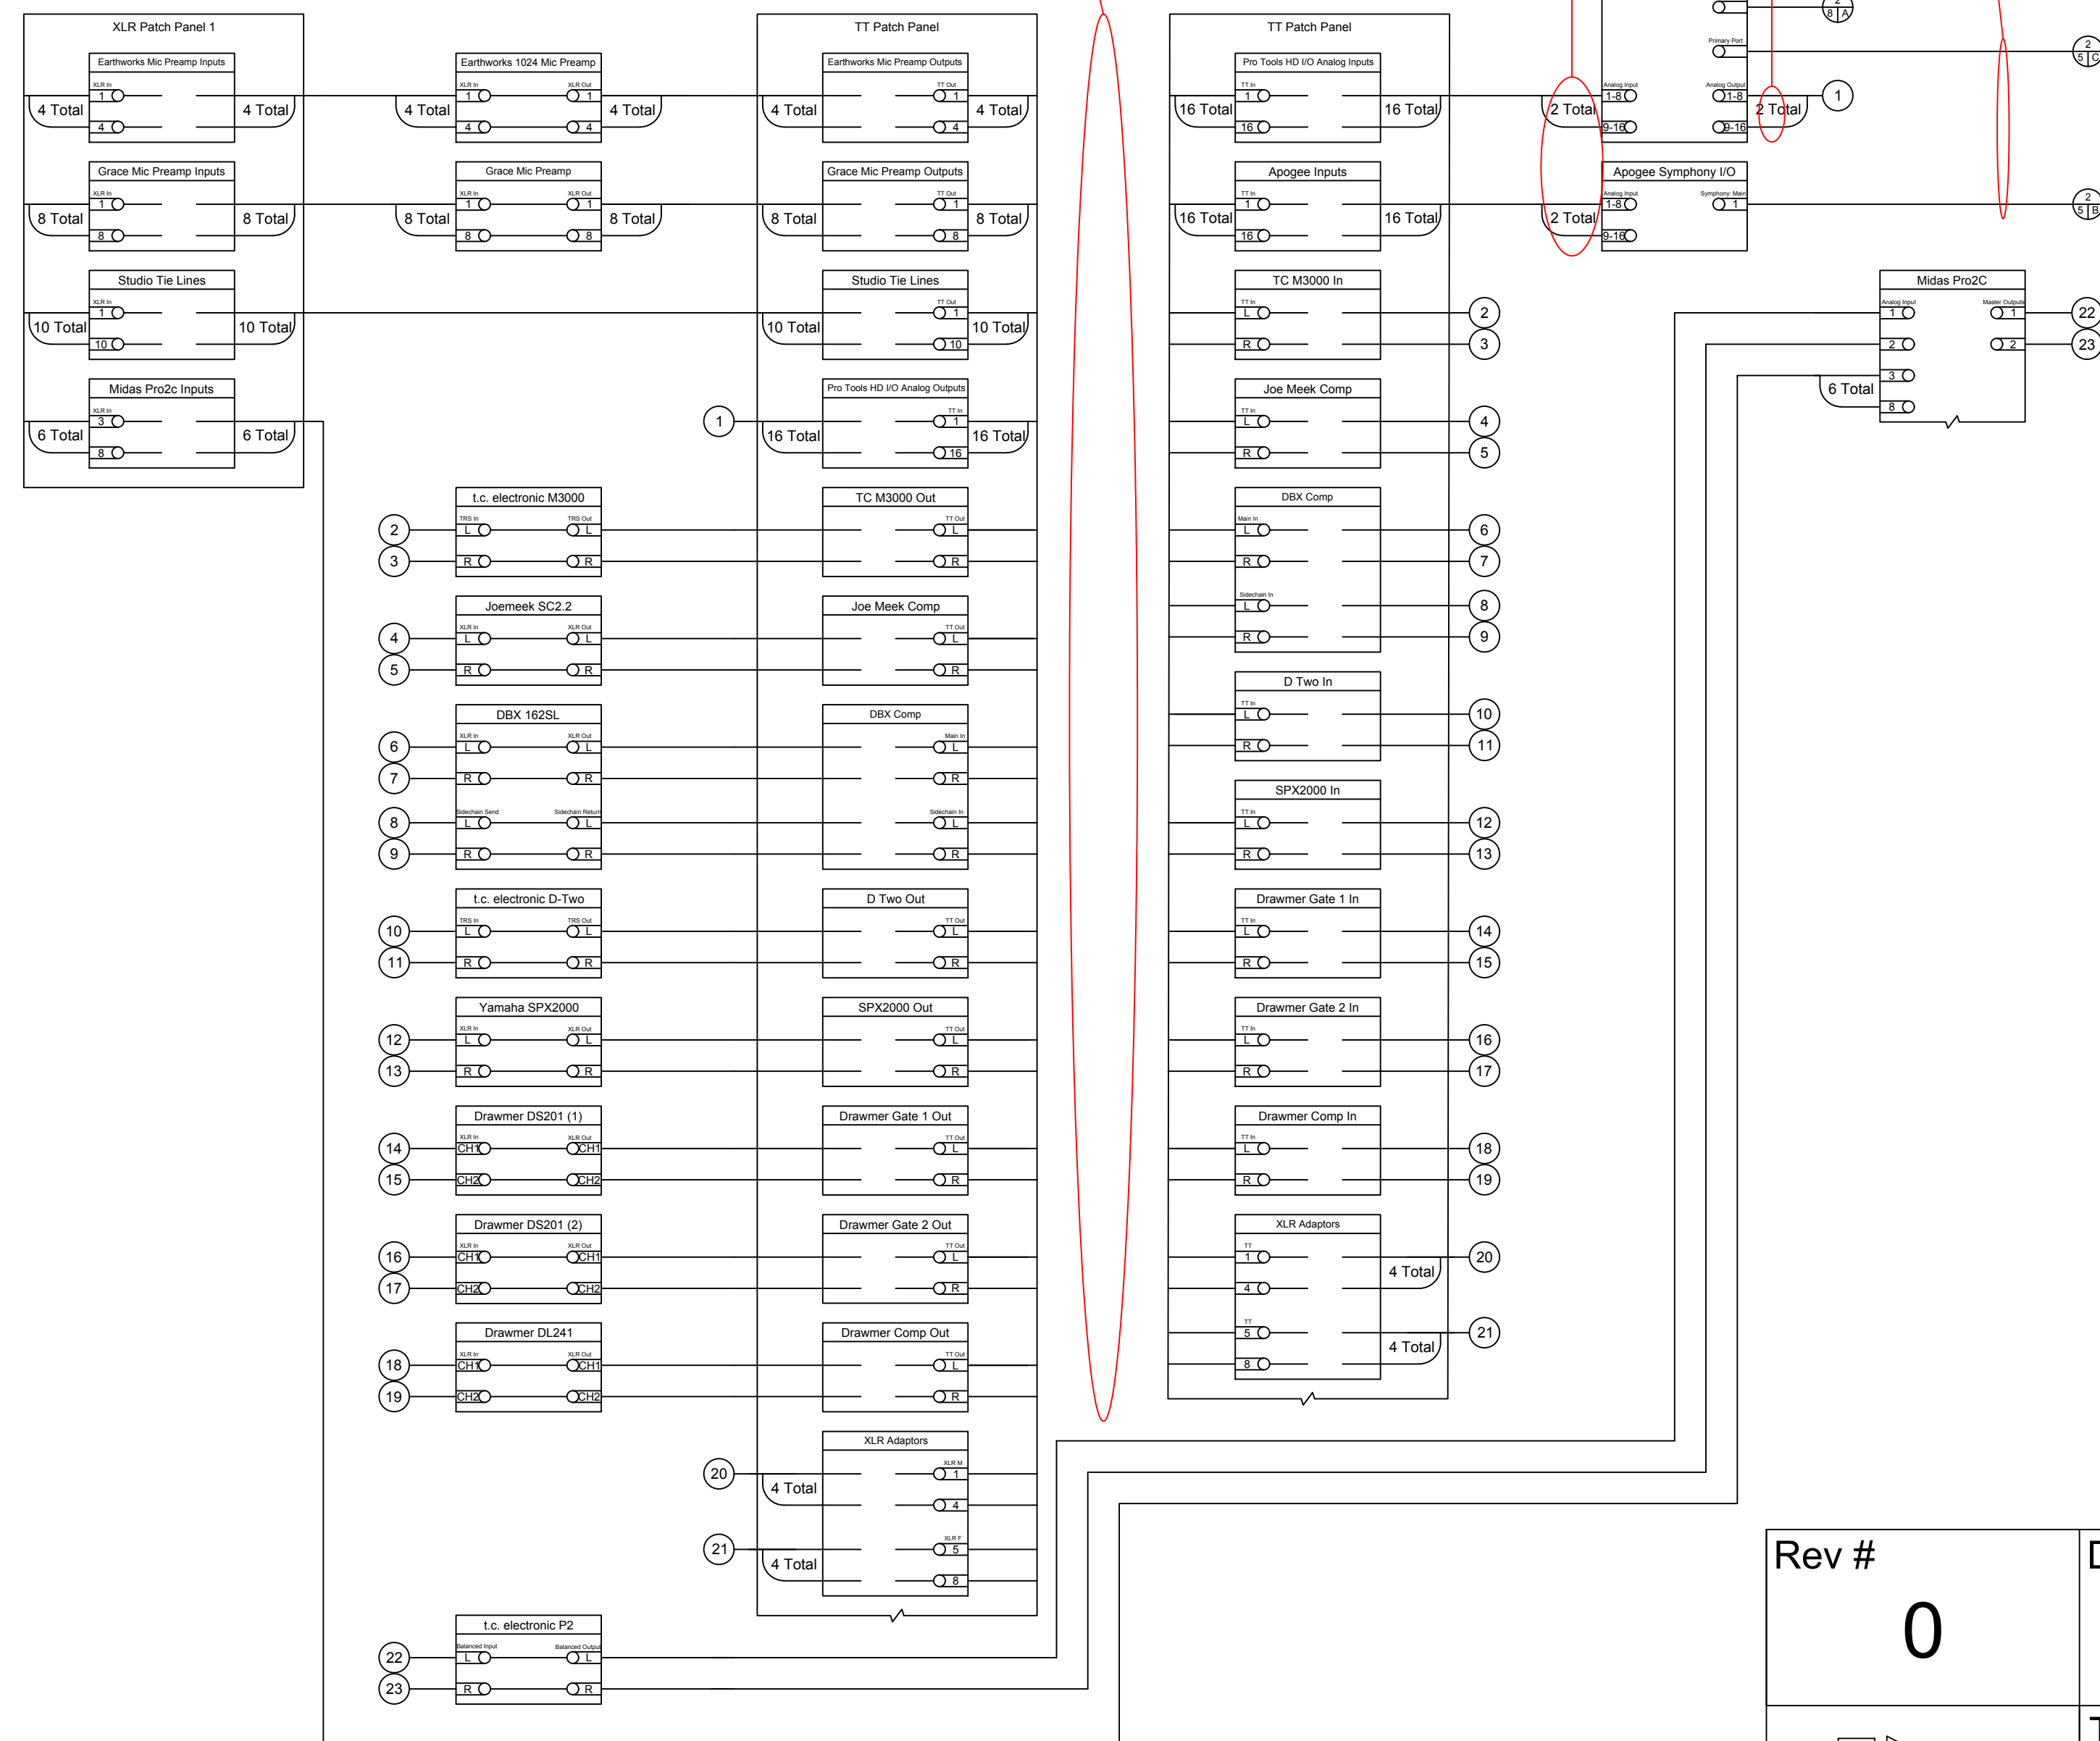 XLR Patch Panel 1
Earthworks Mic Preamp Inputs
XLR In
1
4 Total
4 Total
4
Grace Mic Preamp Inputs
XLR In
1
8 Total
8 Total
8
Studio Tie Lines
XLR In
1
10 Total
10 Total
10
Midas Pro2c Inputs
XLR In
3
6 Total
6 Total
8
Earthworks 1024 Mic Preamp
XLR In XLR Out
1 1
4 Total 4 Total
4 4
Grace Mic Preamp
XLR In XLR Out
1 1
8 Total 8 Total
8 8
t.c. electronic M3000
TRS In TRS Out
2 L L
3 R R
Joemeek SC2.2
XLR In XLR Out
4 L L
5 R R
DBX 162SL
XLR In XLR Out
6 L L
7 R R
Sidechain Send Sidechain Return
8 L L
9 R R
t.c. electronic D-Two
TRS In TRS Out
10 L L
11 R R
Yamaha SPX2000
XLR In XLR Out
12 L L
13 R R
Drawmer DS201 (1)
XLR In XLR Out
14 CH1 CH1
15 CH2 CH2
Drawmer DS201 (2)
XLR In XLR Out
16 CH1 CH1
17 CH2 CH2
Drawmer DL241
XLR In XLR Out
18 CH1 CH1
19 CH2 CH2
t.c. electronic P2
Balanced Input Balanced Output
22 L L
23 R R
TT Patch Panel
Earthworks Mic Preamp Outputs
TT Out
1
4 Total 4 Total
4
Grace Mic Preamp Outputs
TT Out
1
8 Total 8 Total
8
Studio Tie Lines
TT Out
1
10 Total 10 Total
10
Pro Tools HD I/O Analog Outputs
TT In
1 1
16 Total 16 Total
16
TC M3000 Out
TT Out
L
R
Joe Meek Comp
TT Out
L
R
DBX Comp
Main In
L
R
Sidechain In
L
R
D Two Out
TT Out
L
R
SPX2000 Out
TT Out
L
R
Drawmer Gate 1 Out
TT Out
L
R
Drawmer Gate 2 Out
TT Out
L
R
Drawmer Comp Out
TT Out
L
R
XLR Adaptors
XLR M
20 1
4 Total
4
XLR F
21 5
4 Total
8
TT Patch Panel
Pro Tools HD I/O Analog Inputs
TT In
1
16 Total 16 Total
16
Apogee Inputs
TT In
1
16 Total 16 Total
16
TC M3000 In
TT In
L 2
R 3
Joe Meek Comp
TT In
L 4
R 5
DBX Comp
Main In
L 6
R 7
Sidechain In
L 8
R 9
D Two In
TT In
L 10
R 11
SPX2000 In
TT In
L 12
R 13
Drawmer Gate 1 In
TT In
L 14
R 15
Drawmer Gate 2 In
TT In
L 16
R 17
Drawmer Comp In
TT In
L 18
R 19
XLR Adaptors
TT
1 20
4 Total
4
TT
5 21
4 Total
8
2
8 A
Primary Port
2
5 C
Analog Input Analog Output
1-8 1-8 1
2 Total 2 Total
9-16 9-16
Apogee Symphony I/O
Analog Input Symphony: Main
1-8 1
2 Total
9-16
2
5 B
Midas Pro2C
Analog Input Master Outputs
1 1 22
2 2 23
3
6 Total
8
Rev #
0